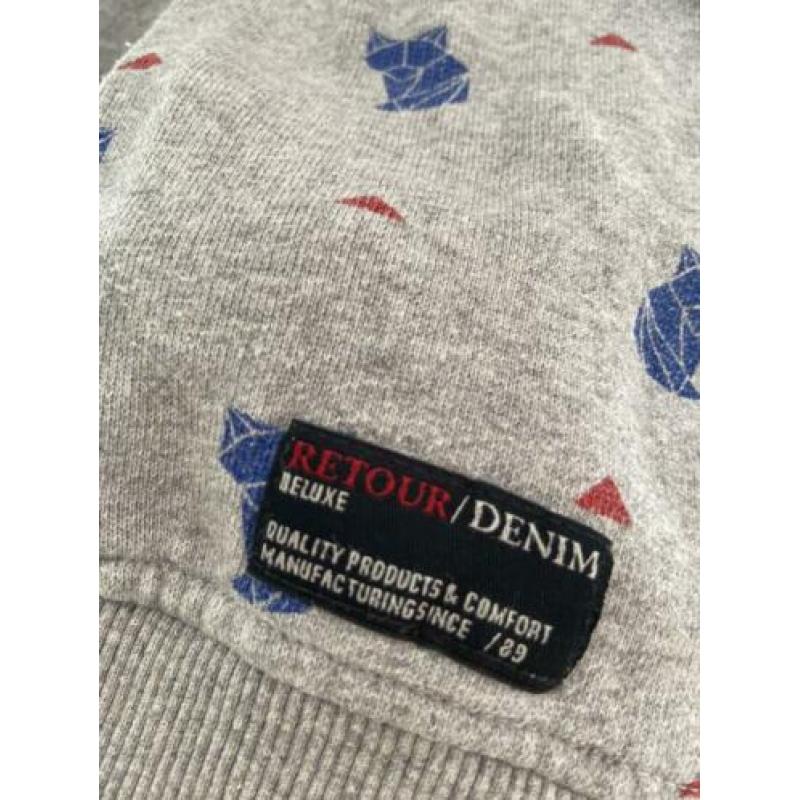 RETOUR/DENIM
DELUXE
QUALITY PRODUCTS & COMFORT
MANUFACTURINGSINCE /89